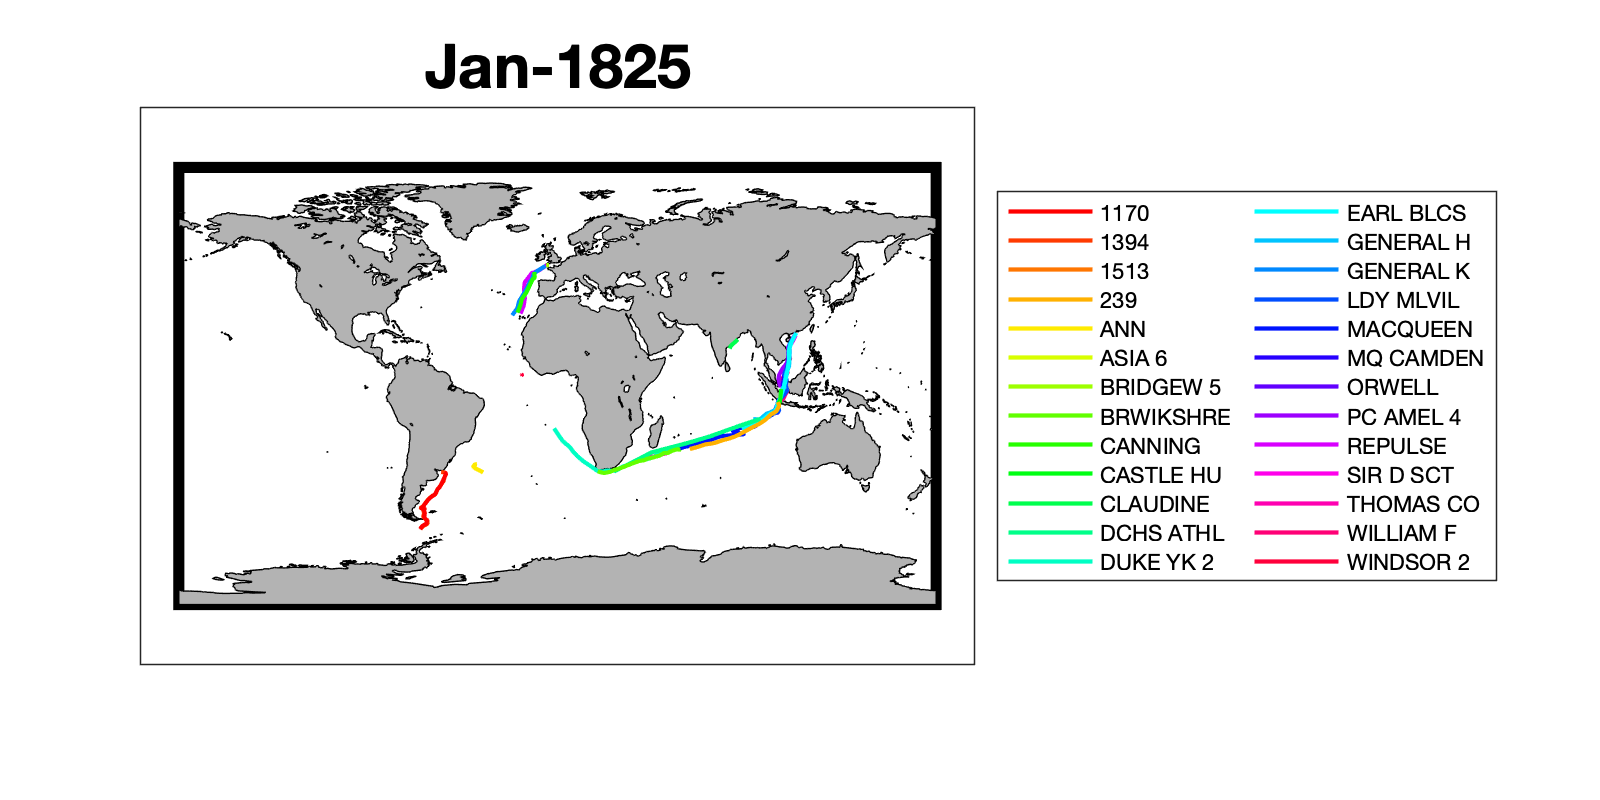 Jan-1825
1170
1394
1513
239
ANN
ASIA 6
BRIDGEW 5
BRWIKSHRE
CANNING
CASTLE HU
CLAUDINE
DCHS ATHL
DUKE YK 2
EARL BLCS
GENERAL H
GENERAL K
LDY MLVIL
MACQUEEN
MQ CAMDEN
ORWELL
PC AMEL 4
REPULSE
SIR D SCT
THOMAS CO
WILLIAM F
WINDSOR 2